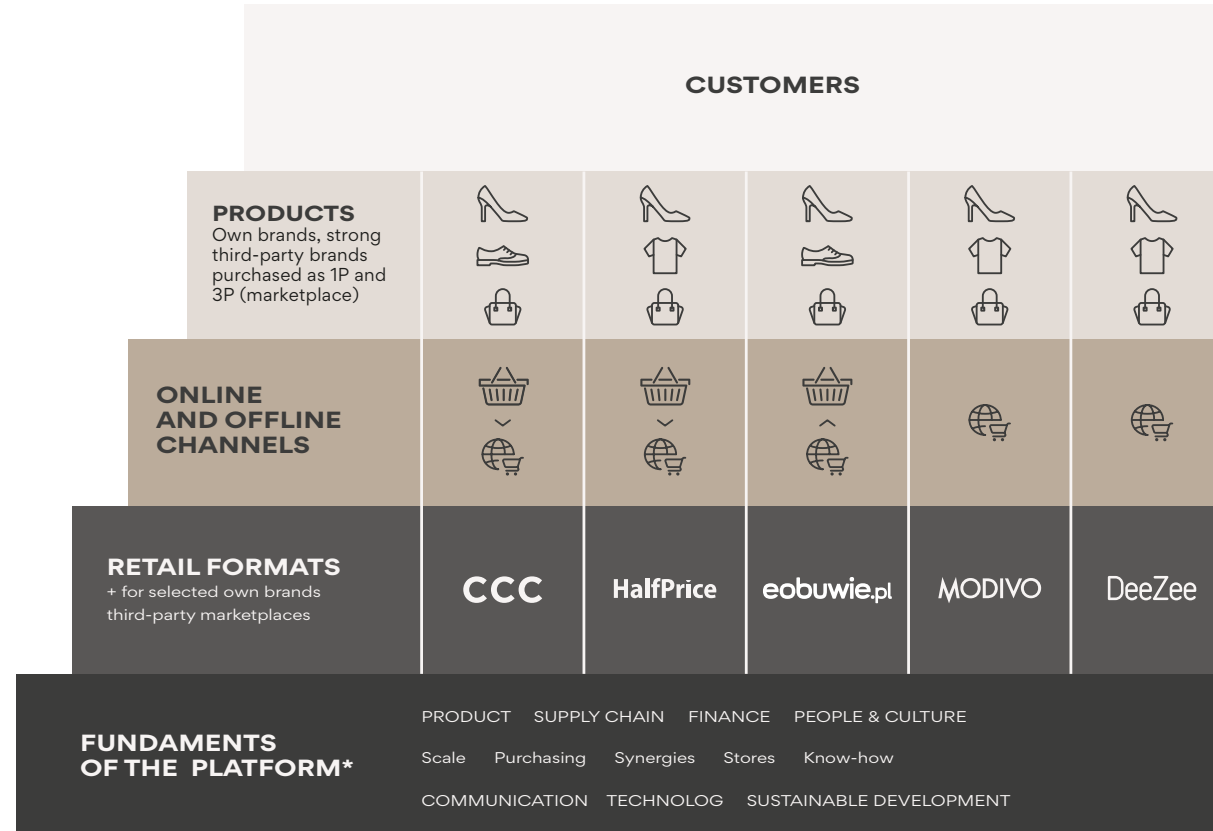 CUSTOMERS
PRODUCTS
Own brands, strong
third-party brands
purchased as 1P and
3P (marketplace)
ONLINE
AND OFFLINE
CHANNELS
RETAIL FORMATS
+ for selected own brands
third-party marketplaces
CCC HalfPrice eobuwie.pl MODIVO DeeZee
FUNDAMENTS
OF THE PLATFORM*
PRODUCT SUPPLY CHAIN FINANCE PEOPLE & CULTURE
Scale Purchasing Synergies Stores Know-how
COMMUNICATION TECHNOLOG SUSTAINABLE DEVELOPMENT